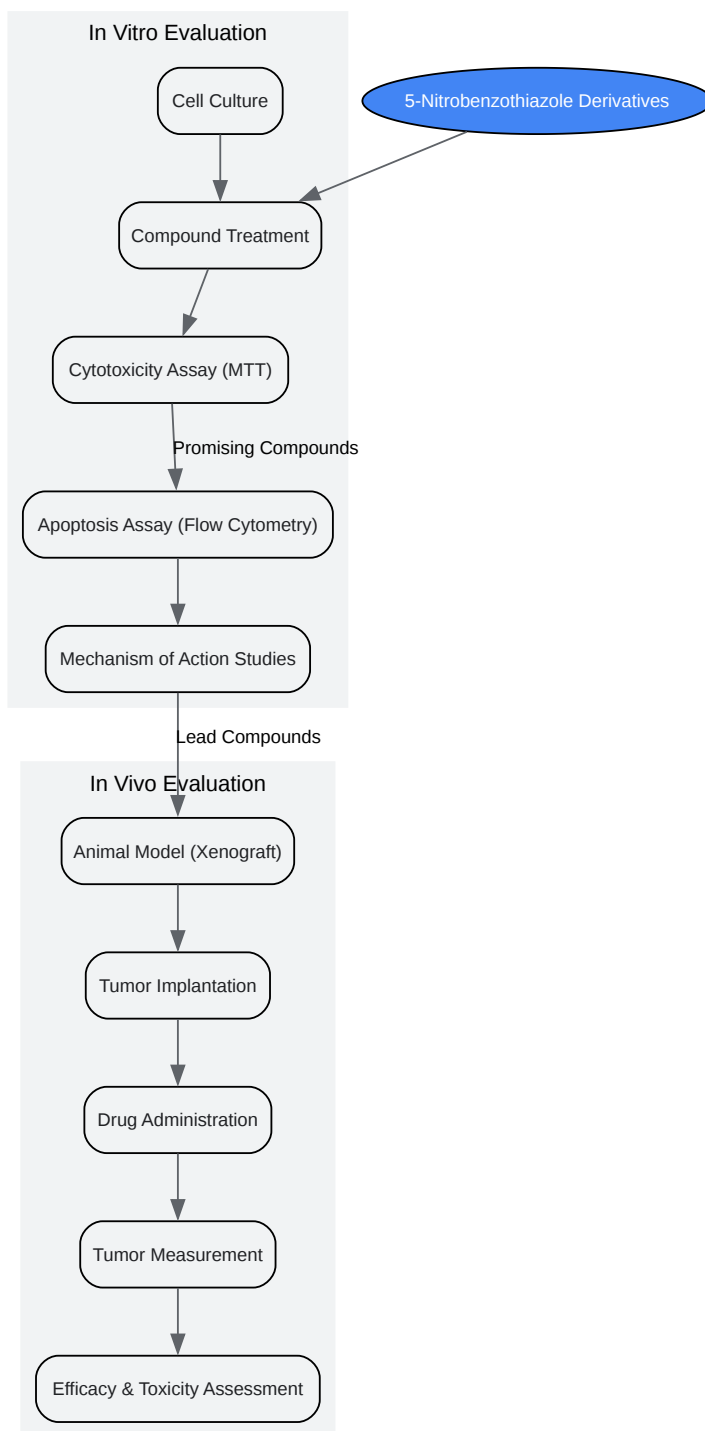 In Vitro Evaluation
Cell Culture
5-Nitrobenzothiazole Derivatives
Compound Treatment
Cytotoxicity Assay (MTT)
Promising Compounds
Apoptosis Assay (Flow Cytometry)
Mechanism of Action Studies
Lead Compounds
In Vivo Evaluation
Animal Model (Xenograft)
Tumor Implantation
Drug Administration
Tumor Measurement
Efficacy & Toxicity Assessment